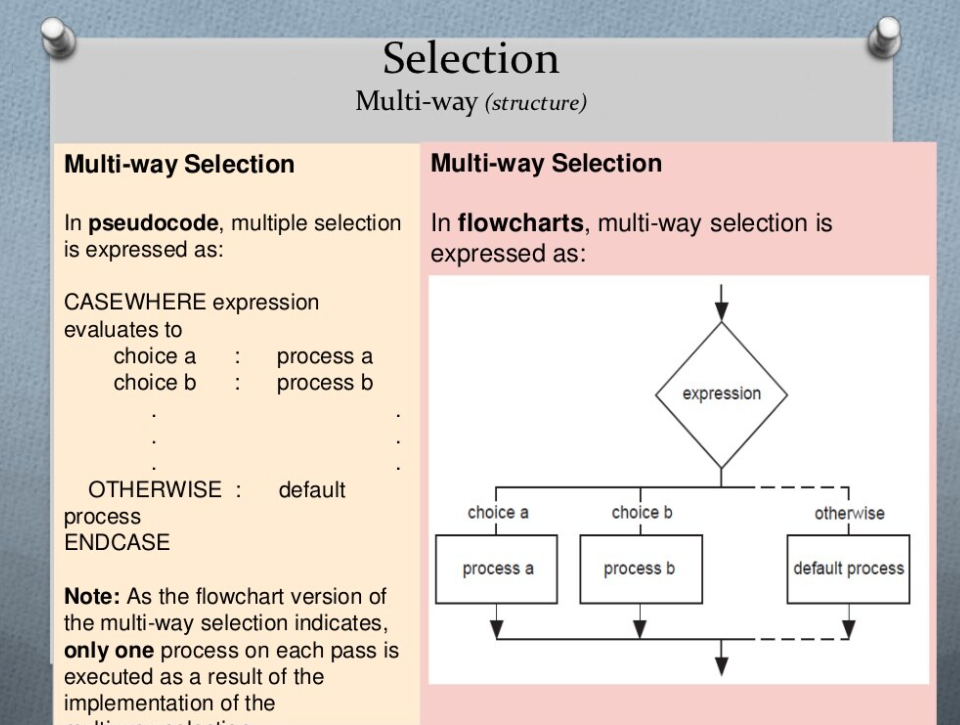 Selection
Multi-way (structure)
Multi-way Selection
In pseudocode, multiple selection
is expressed as:
CASEWHERE expression
evaluates to
choice a : process a
choice b : process b
. .
. .
. .
OTHERWISE : default
process
ENDCASE
Note: As the flowchart version of
the multi-way selection indicates,
only one process on each pass is
executed as a result of the
implementation of the
Multi-way Selection
In flowcharts, multi-way selection is
expressed as:
expression
choice a
choice b
otherwise
process a
process b
default process